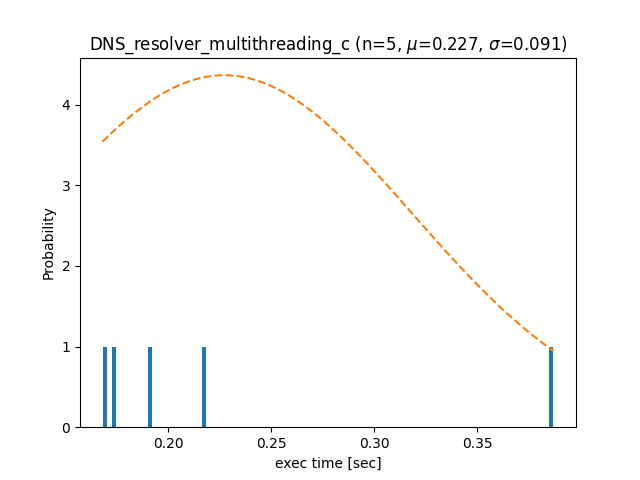 DNS_resolver_multithreading_c (n=5, μ=0.227, σ=0.091)
4
3
2
1
0
Probability
0.20 0.25 0.30 0.35
exec time [sec]